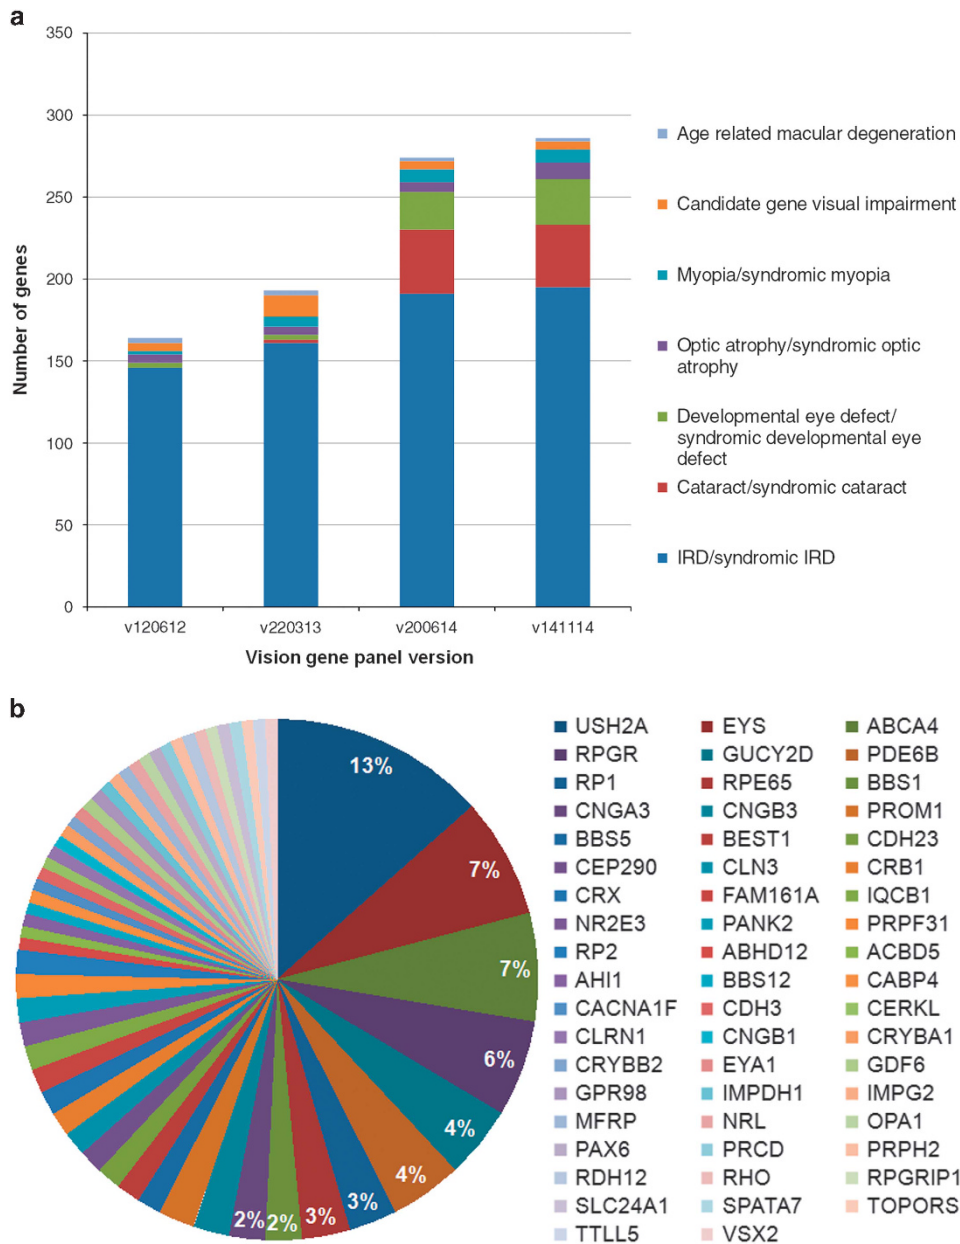 a
350
300
250
200
150
100
50
0
Number of genes
v120612 v220313 v200614 v141114
Vision gene panel version
Age related macular degeneration
Candidate gene visual impairment
Myopia/syndromic myopia
Optic atrophy/syndromic optic
atrophy
Developmental eye defect/
syndromic developmental eye
defect
Cataract/syndromic cataract
IRD/syndromic IRD
b
13%
7%
7%
6%
4%
4%
3%
3%
2%
2%
USH2A EYS ABCA4
RPGR GUCY2D PDE6B
RP1 RPE65 BBS1
CNGA3 CNGB3 PROM1
BBS5 BEST1 CDH23
CEP290 CLN3 CRB1
CRX FAM161A IQCB1
NR2E3 PANK2 PRPF31
RP2 ABHD12 ACBD5
AHI1 BBS12 CABP4
CACNA1F CDH3 CERKL
CLRN1 CNGB1 CRYBA1
CRYBB2 EYA1 GDF6
GPR98 IMPDH1 IMPG2
MFRP NRL OPA1
PAX6 PRCD PRPH2
RDH12 RHO RPGRIP1
SLC24A1 SPATA7 TOPORS
TTLL5 VSX2